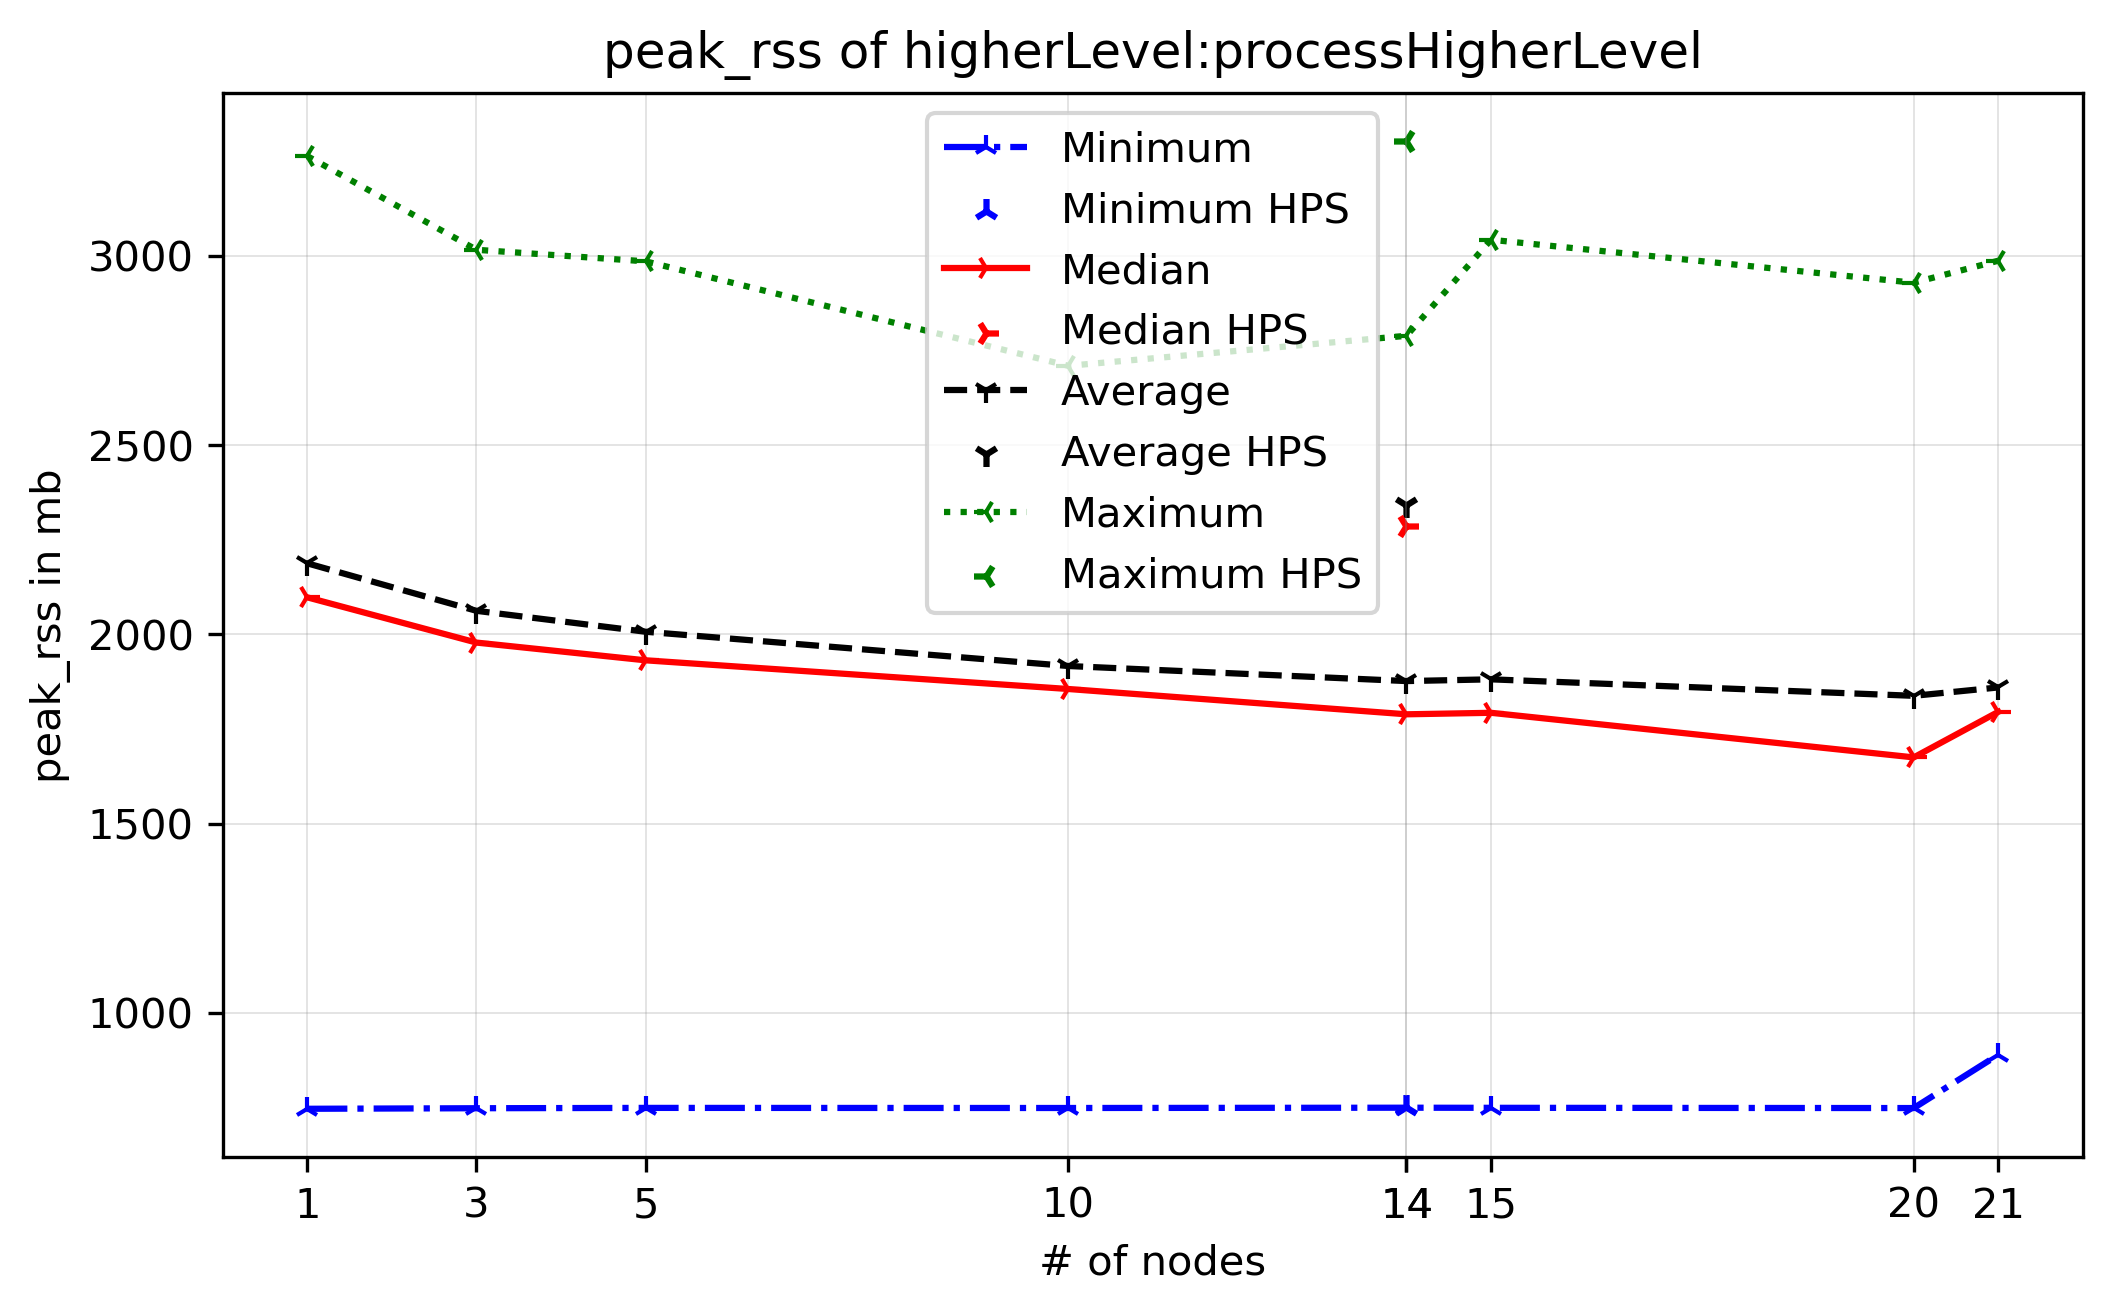 peak_rss of higherLevel:processHigherLevel
Minimum
Minimum HPS
Median
Median HPS
Average
Average HPS
Maximum
Maximum HPS
peak_rss in mb
3000
2500
2000
1500
1000
1 3 5 10 14 15 20 21
# of nodes